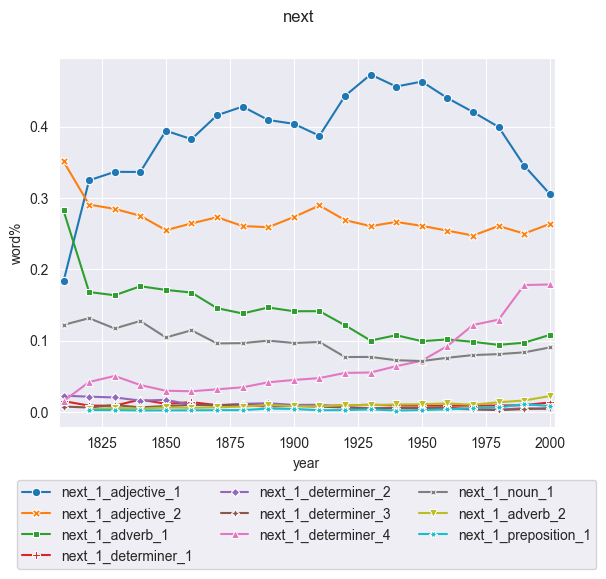 next
0.4
0.3
0.2
0.1
0.0
word%
1825 1850 1875 1900 1925 1950 1975 2000
year
next_1_adjective_1 next_1_determiner_2 next_1_noun_1
next_1_adjective_2 next_1_determiner_3 next_1_adverb_2
next_1_adverb_1 next_1_determiner_4 next_1_preposition_1
next_1_determiner_1